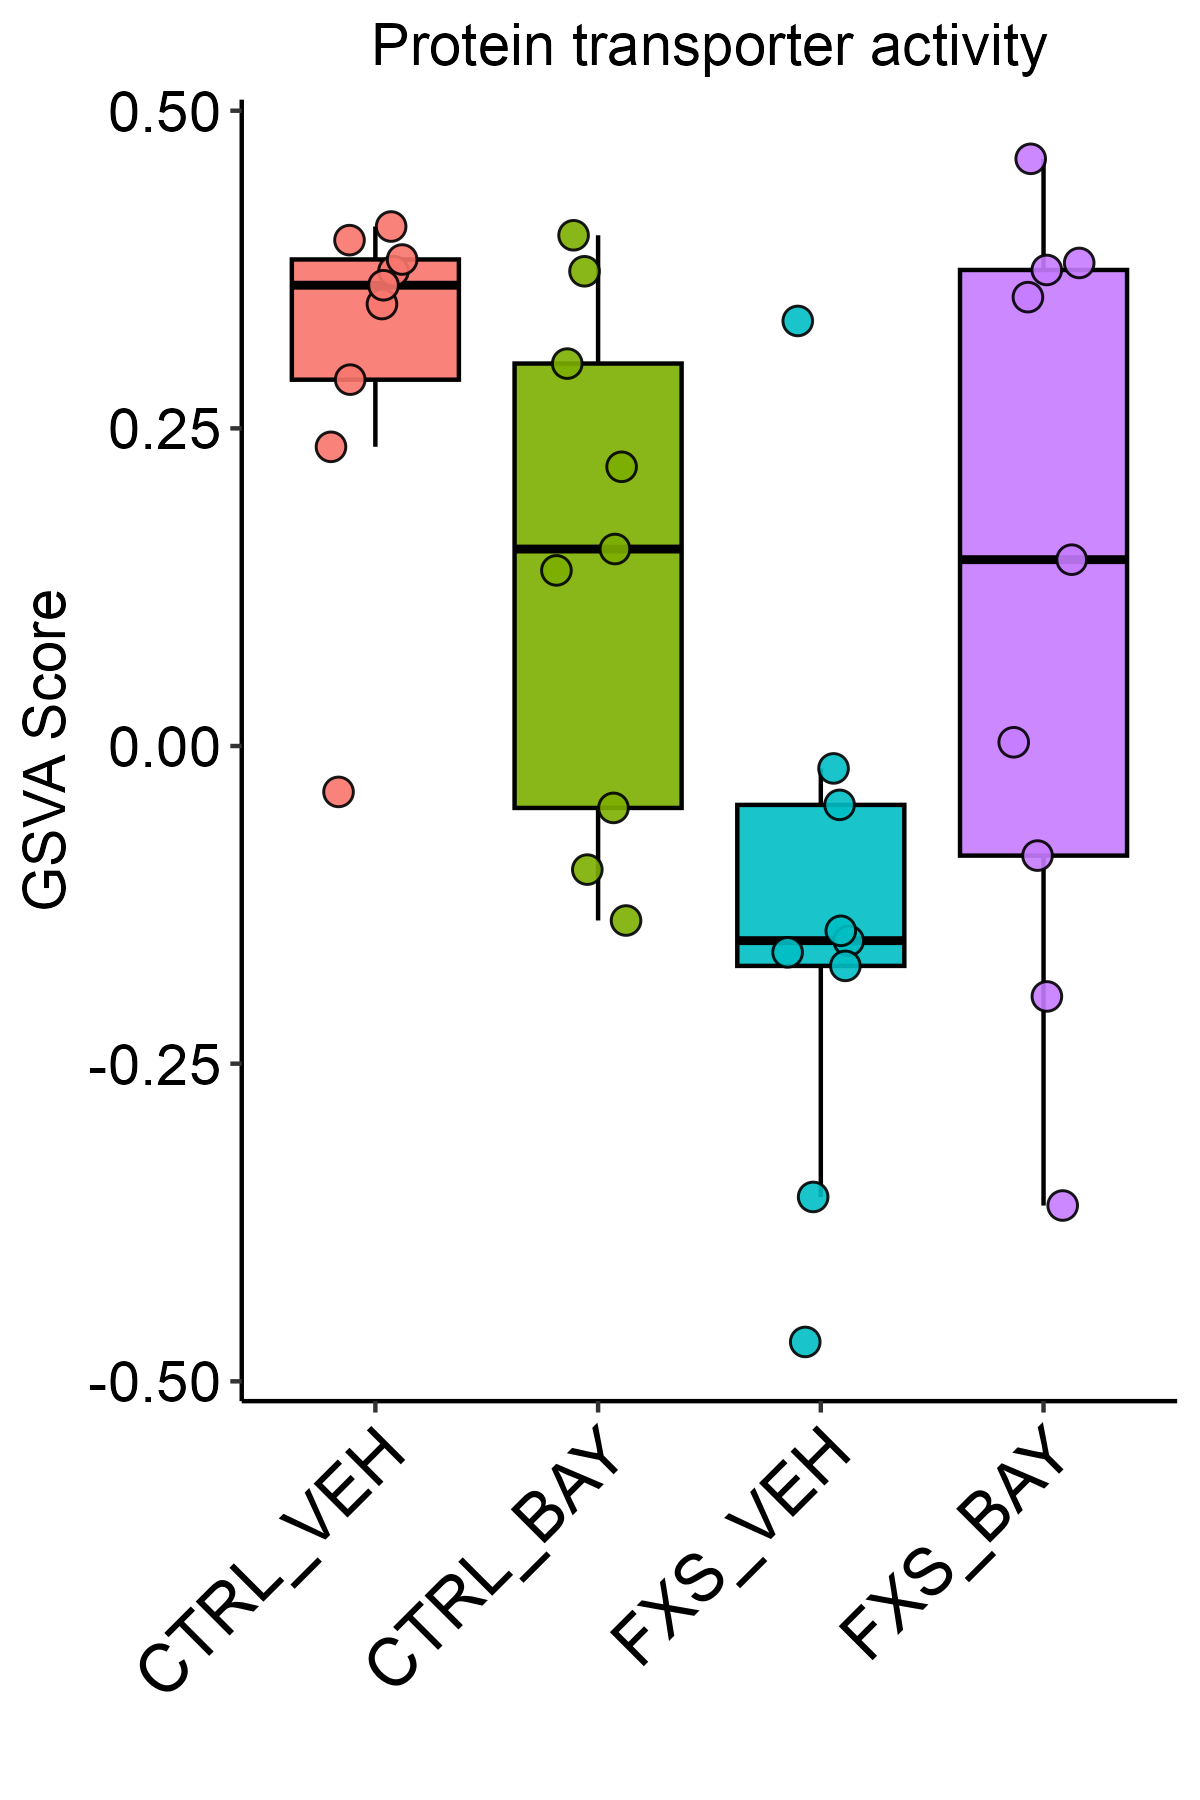 Protein transporter activity
GSVA Score
0.50
0.25
0.00
-0.25
-0.50
CTRL_VEH
CTRL_BAY
FXS_VEH
FXS_BAY